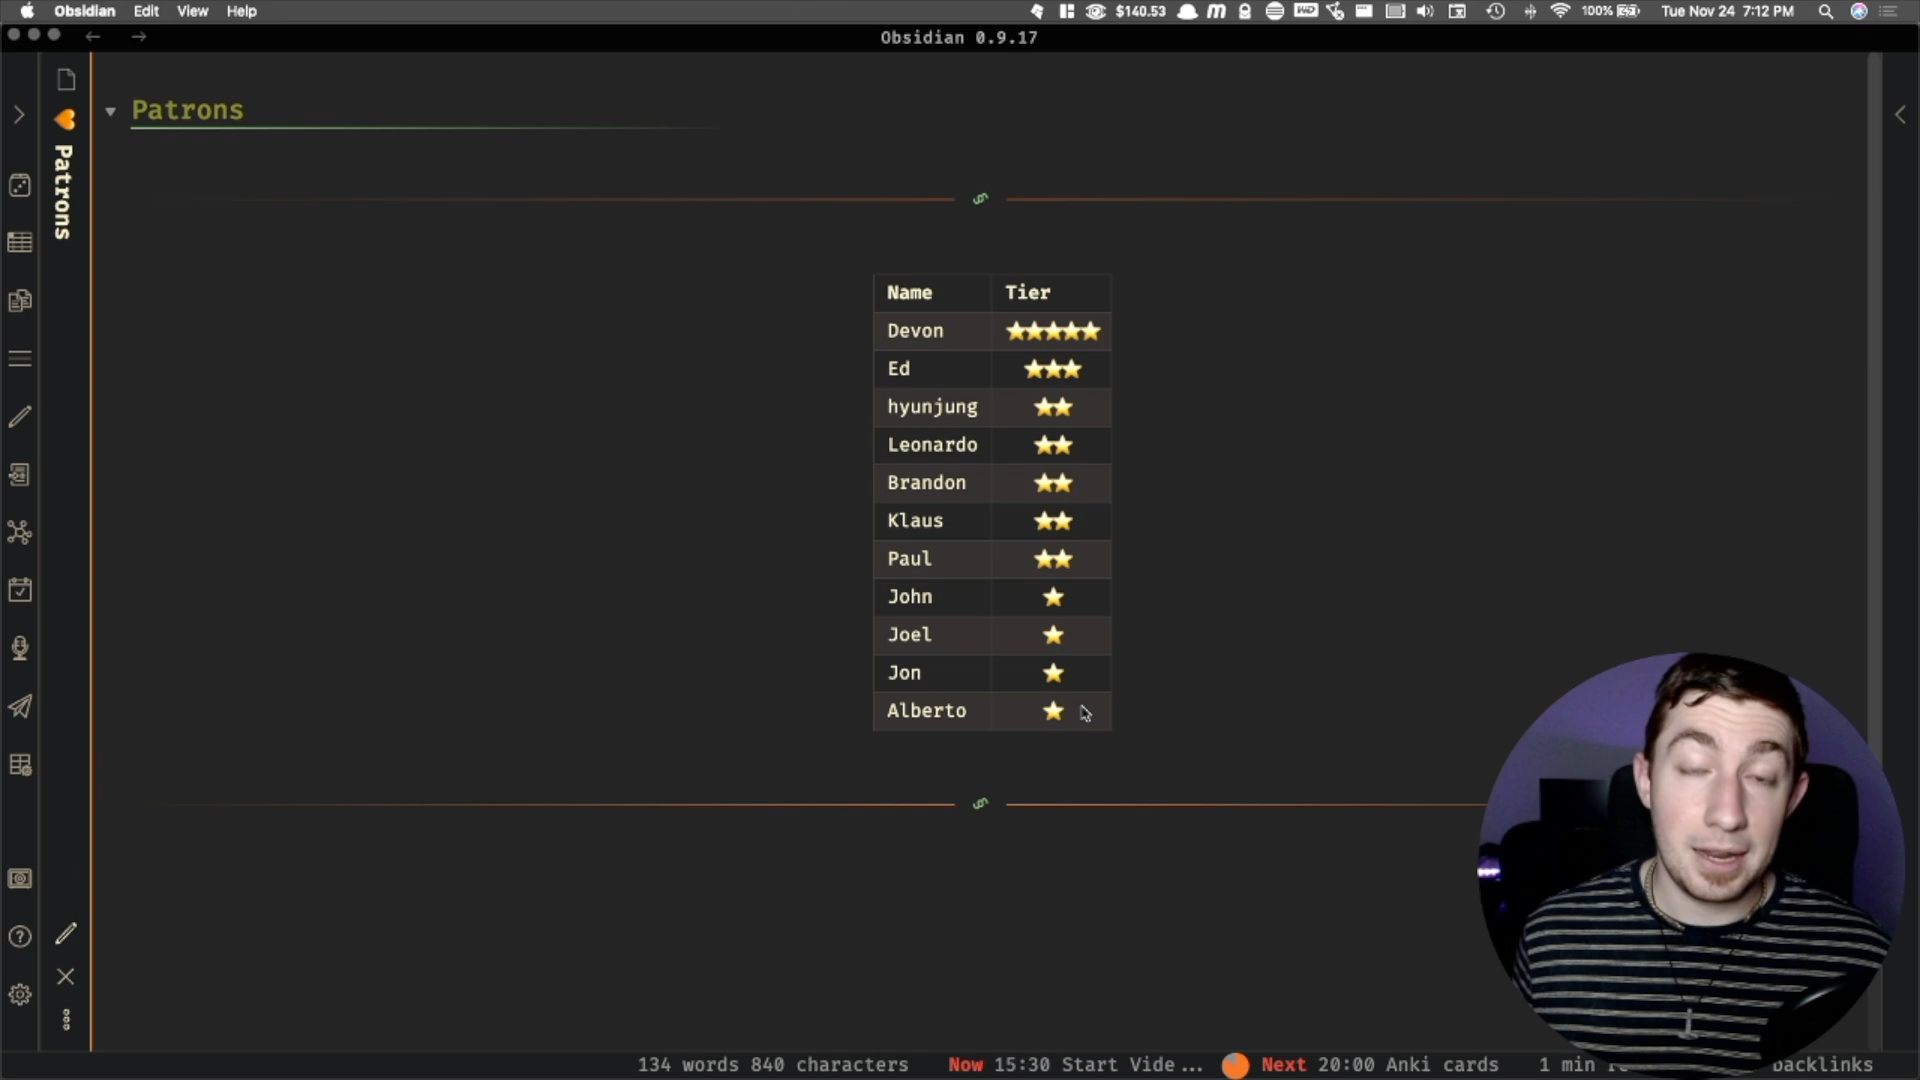 Obsidian Edit View Help $140.53 100% Tue Nov 24 7:12 PM
Obsidian 0.9.17
Patrons
Patrons
Name Tier
Devon
Ed
hyunjung
Leonardo
Brandon
Klaus
Paul
John
Joel
Jon
Alberto
134 words 840 characters Now 15:30 Start Vide... Next 20:00 Anki cards 1 min backlinks